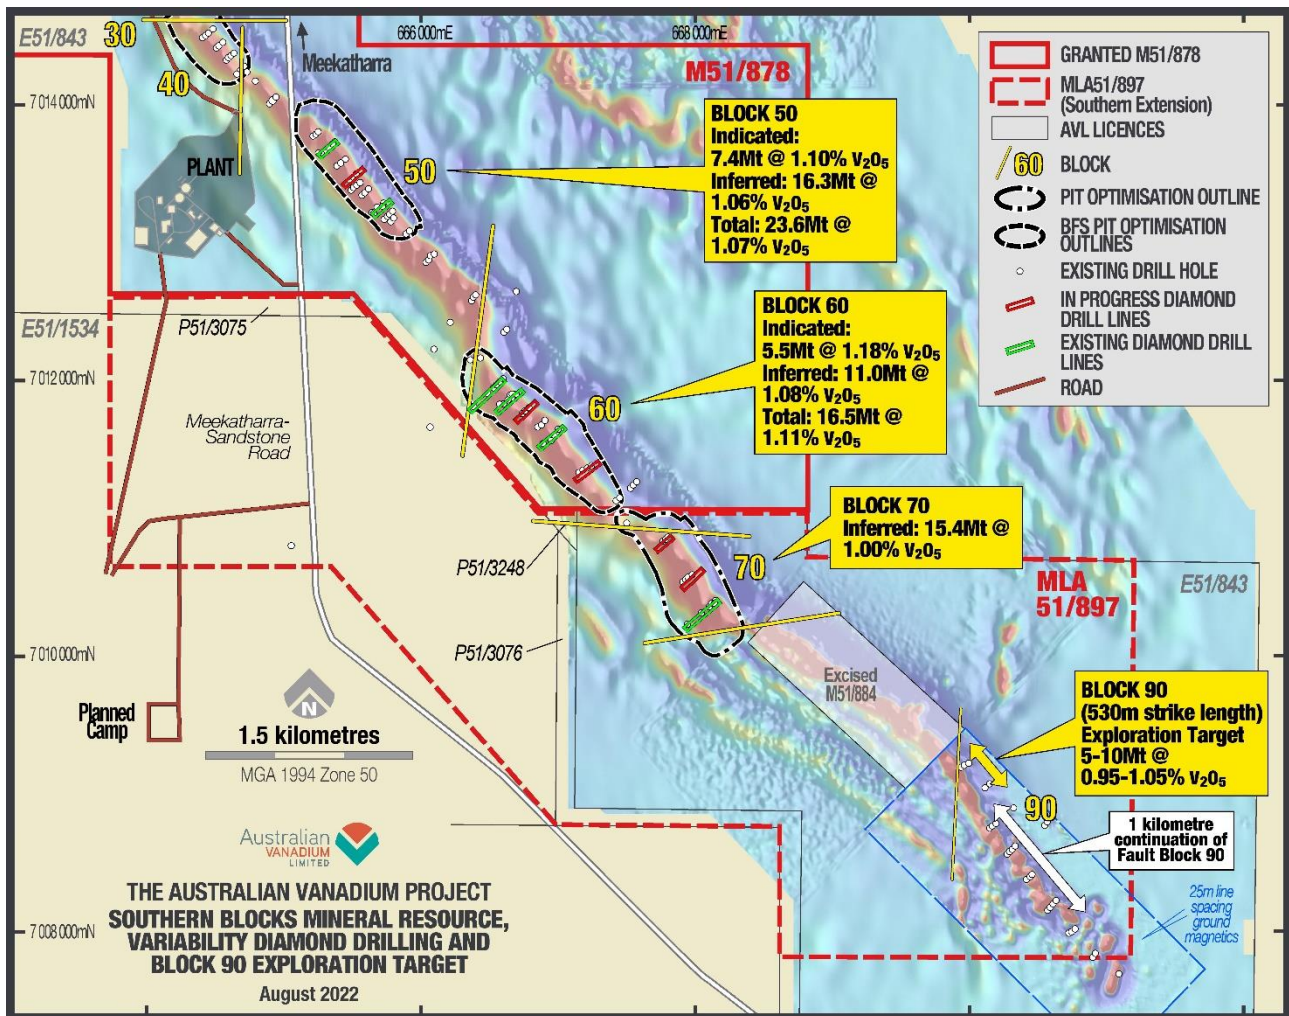 666 000mE
668 000mE
E51/843
30
40
Meekatharra
M51/878
7 014 000mN
PLANT
50
BLOCK 50
Indicated:
7.4Mt @ 1.10% V₂O₅
Inferred: 16.3Mt @
1.06% V₂O₅
Total: 23.6Mt @
1.07% V₂O₅
GRANTED M51/878
MLA51/897
(Southern Extension)
AVL LICENCES
60
BLOCK
PIT OPTIMISATION OUTLINE
BFS PIT OPTIMISATION
OUTLINES
EXISTING DRILL HOLE
IN PROGRESS DIAMOND
DRILL LINES
EXISTING DIAMOND DRILL
LINES
ROAD
E51/1534
P51/3075
7 012 000mN
Meekatharra-
Sandstone
Road
60
BLOCK 60
Indicated:
5.5Mt @ 1.18% V₂O₅
Inferred: 11.0Mt @
1.08% V₂O₅
Total: 16.5Mt @
1.11% V₂O₅
BLOCK 70
Inferred: 15.4Mt @
1.00% V₂O₅
70
P51/3248
MLA
51/897
E51/843
P51/3076
7 010 000mN
Excised
M51/884
Planned
Camp
N
1.5 kilometres
MGA 1994 Zone 50
BLOCK 90
(530m strike length)
Exploration Target
5-10Mt @
0.95-1.05% V₂O₅
90
1 kilometre
continuation of
Fault Block 90
25m line
spacing
ground
magnetics
Australian
VANADIUM
LIMITED
THE AUSTRALIAN VANADIUM PROJECT
SOUTHERN BLOCKS MINERAL RESOURCE,
VARIABILITY DIAMOND DRILLING AND
BLOCK 90 EXPLORATION TARGET
August 2022
7 008 000mN